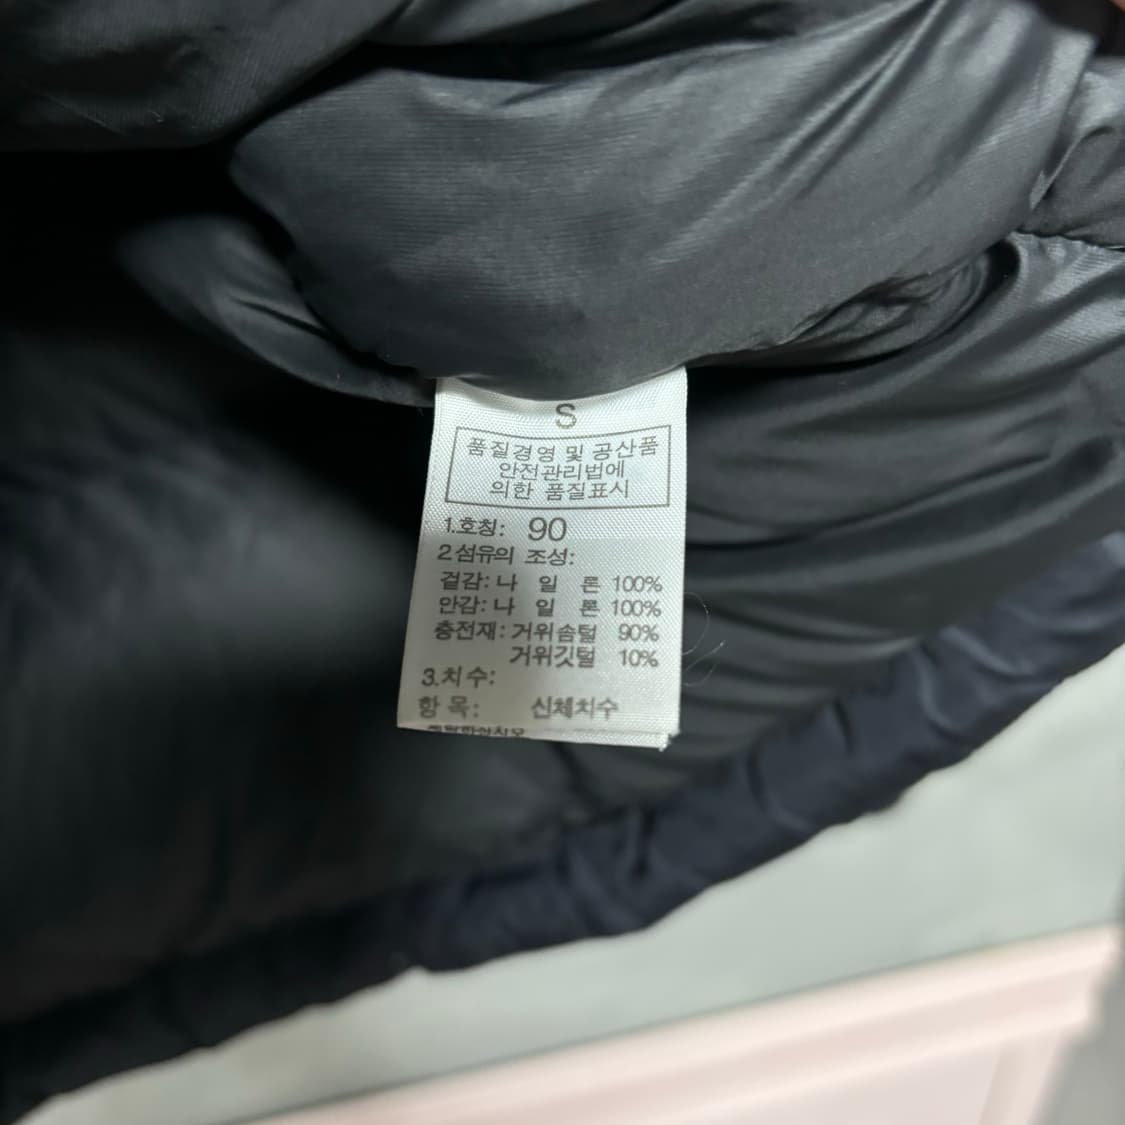 S
품질경영 및 공산품
안전관리법에
의한 품질표시
1.호칭: 90
2섬유의 조성:
겉감: 나 일 론 100%
안감: 나 일 론 100%
충전재: 거위솜털 90%
거위깃털 10%
3.치수:
항 목: 신체치수